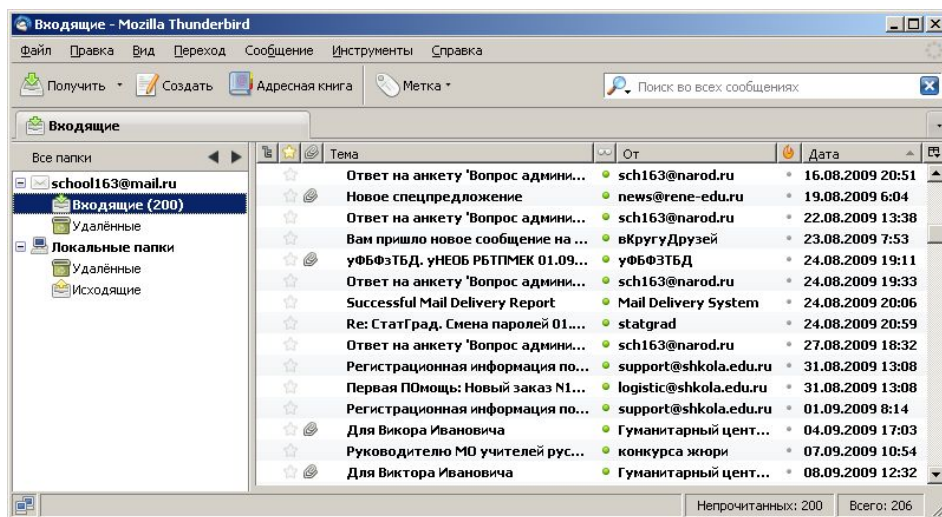 Входящие - Mozilla Thunderbird
Файл Правка Вид Переход Сообщение Инструменты Справка
Получить Создать Адресная книга Метка Поиск во всех сообщениях
Входящие
Все папки Тема От Дата
school163@mail.ru
Входящие (200)
Удалённые
Локальные папки
Удалённые
Исходящие
Ответ на анкету 'Вопрос админи... sch163@narod.ru 16.08.2009 20:51
Новое спецпредложение news@rene-edu.ru 19.08.2009 6:04
Ответ на анкету 'Вопрос админи... sch163@narod.ru 22.08.2009 13:38
Вам пришло новое сообщение на ... вКругуДрузей 23.08.2009 7:53
уФБФзТБД. уНЕОБ РБТПМЕК 01.09... уФБФЗТБД 24.08.2009 19:11
Ответ на анкету 'Вопрос админи... sch163@narod.ru 24.08.2009 19:33
Successful Mail Delivery Report Mail Delivery System 24.08.2009 20:06
Re: СтатГрад. Смена паролей 01.... statgrad 24.08.2009 20:59
Ответ на анкету 'Вопрос админи... sch163@narod.ru 27.08.2009 18:32
Регистрационная информация по... support@shkola.edu.ru 31.08.2009 13:08
Первая ПОмощь: Новый заказ N1... logistic@shkola.edu.ru 31.08.2009 13:08
Регистрационная информация по... support@shkola.edu.ru 01.09.2009 8:14
Для Викора Ивановича Гуманитарный цент... 04.09.2009 17:03
Руководителю МО учителей рус... конкурса жюри 07.09.2009 10:54
Для Виктора Ивановича Гуманитарный цент... 08.09.2009 12:32
Непрочитанных: 200 Всего: 206